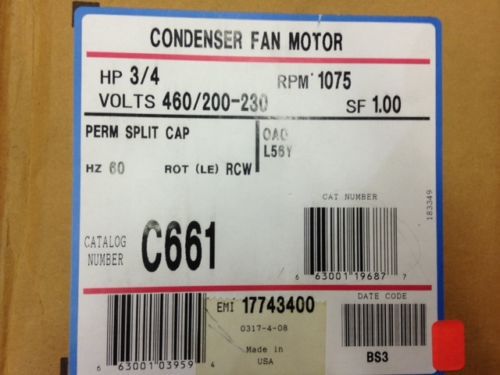 CONDENSER FAN MOTOR
HP 3/4 RPM 1075
VOLTS 460/200-230 SF 1.00
PERM SPLIT CAP OAO
L56Y
HZ 60 ROT (LE) RCW
CAT NUMBER
183349
CATALOG NUMBER C661
6 63001 19687 7
EMI 17743400
DATE CODE
0317-4-08
Made in
USA
BS3
6 63001 03959 4